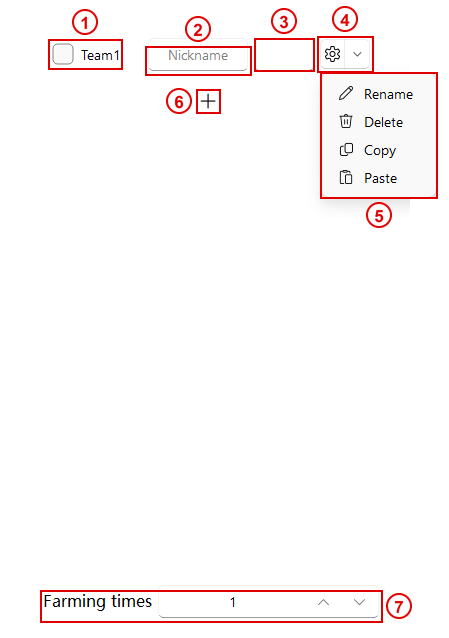 1 2 3 4
Team1 Nickname
6
Rename
Delete
Copy
Paste
5
Farming times 1 7